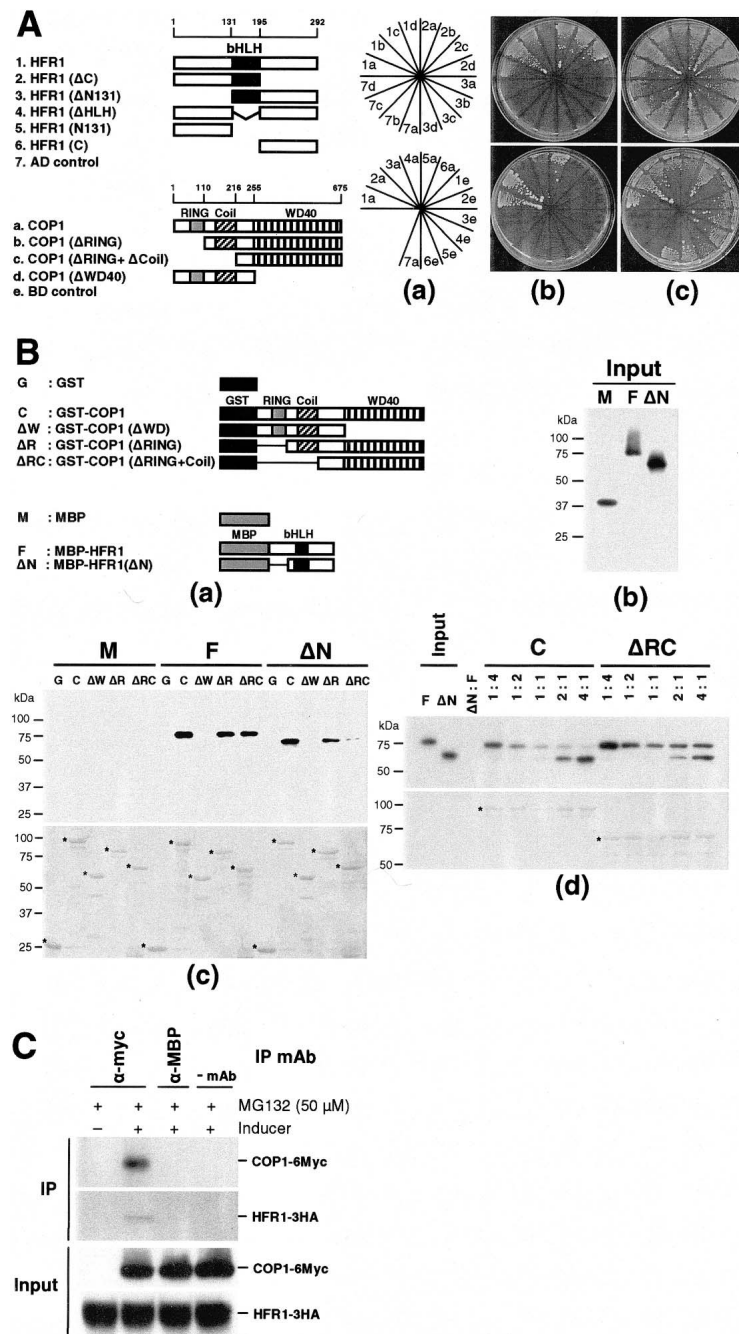 A
1 131 195 292
bHLH
1. HFR1
2. HFR1 (ΔC)
3. HFR1 (ΔN131)
4. HFR1 (ΔHLH)
5. HFR1 (N131)
6. HFR1 (C)
7. AD control
1 110 216 255 675
RING Coil WD40
a. COP1
b. COP1 (ΔRING)
c. COP1 (ΔRING+ ΔCoil)
d. COP1 (ΔWD40)
e. BD control
1a 1b 1c 1d 2a 2b 2c 2d 3a 3b 3c 3d 7a 7b 7c 7d
1a 2a 3a 4a 5a 6a 1e 2e 3e 4e 5e 6e 7a
(a) (b) (c)
B
G : GST
GST RING Coil WD40
C : GST-COP1
ΔW : GST-COP1 (ΔWD)
ΔR : GST-COP1 (ΔRING)
ΔRC : GST-COP1 (ΔRING+Coil)
M : MBP
MBP bHLH
F : MBP-HFR1
ΔN : MBP-HFR1(ΔN)
(a)
Input
M F ΔN
kDa
100
75
50
37
25
(b)
M F ΔN
G C ΔW ΔR ΔRC G C ΔW ΔR ΔRC G C ΔW ΔR ΔRC
kDa
100
75
50
37
25
100
75
50
37
25
(c)
Input C ΔRC
F ΔN ΔN : F 1 : 4 1 : 2 1 : 1 2 : 1 4 : 1 1 : 4 1 : 2 1 : 1 2 : 1 4 : 1
kDa
75
50
100
75
50
(d)
C
α-myc α-MBP - mAb IP mAb
+ + + + MG132 (50 μM)
− + + + Inducer
IP
COP1-6Myc
HFR1-3HA
Input
COP1-6Myc
HFR1-3HA